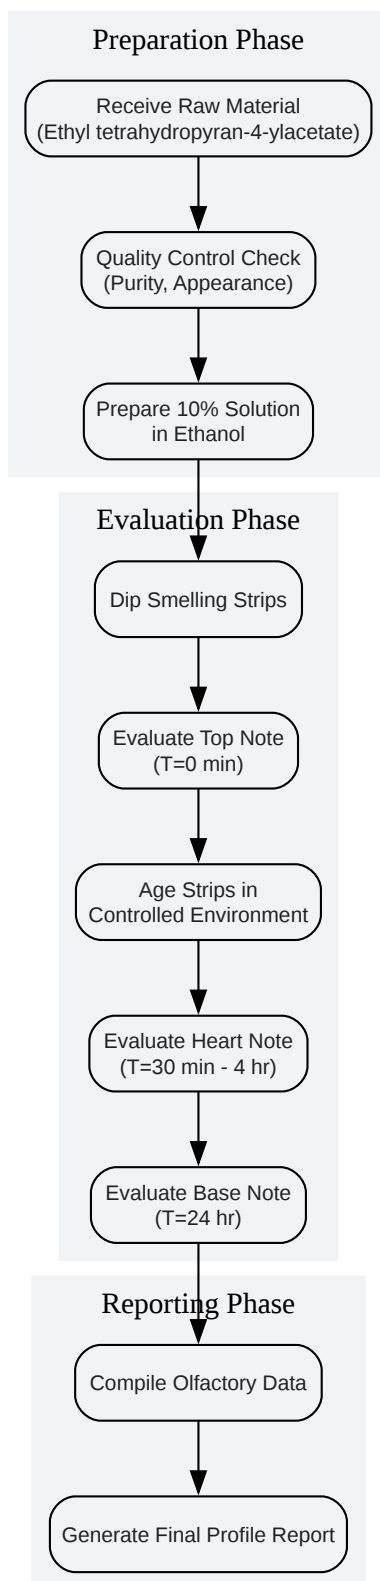 Preparation Phase
Receive Raw Material
(Ethyl tetrahydropyran-4-ylacetate)
Quality Control Check
(Purity, Appearance)
Prepare 10% Solution
in Ethanol
Evaluation Phase
Dip Smelling Strips
Evaluate Top Note
(T=0 min)
Age Strips in
Controlled Environment
Evaluate Heart Note
(T=30 min - 4 hr)
Evaluate Base Note
(T=24 hr)
Reporting Phase
Compile Olfactory Data
Generate Final Profile Report